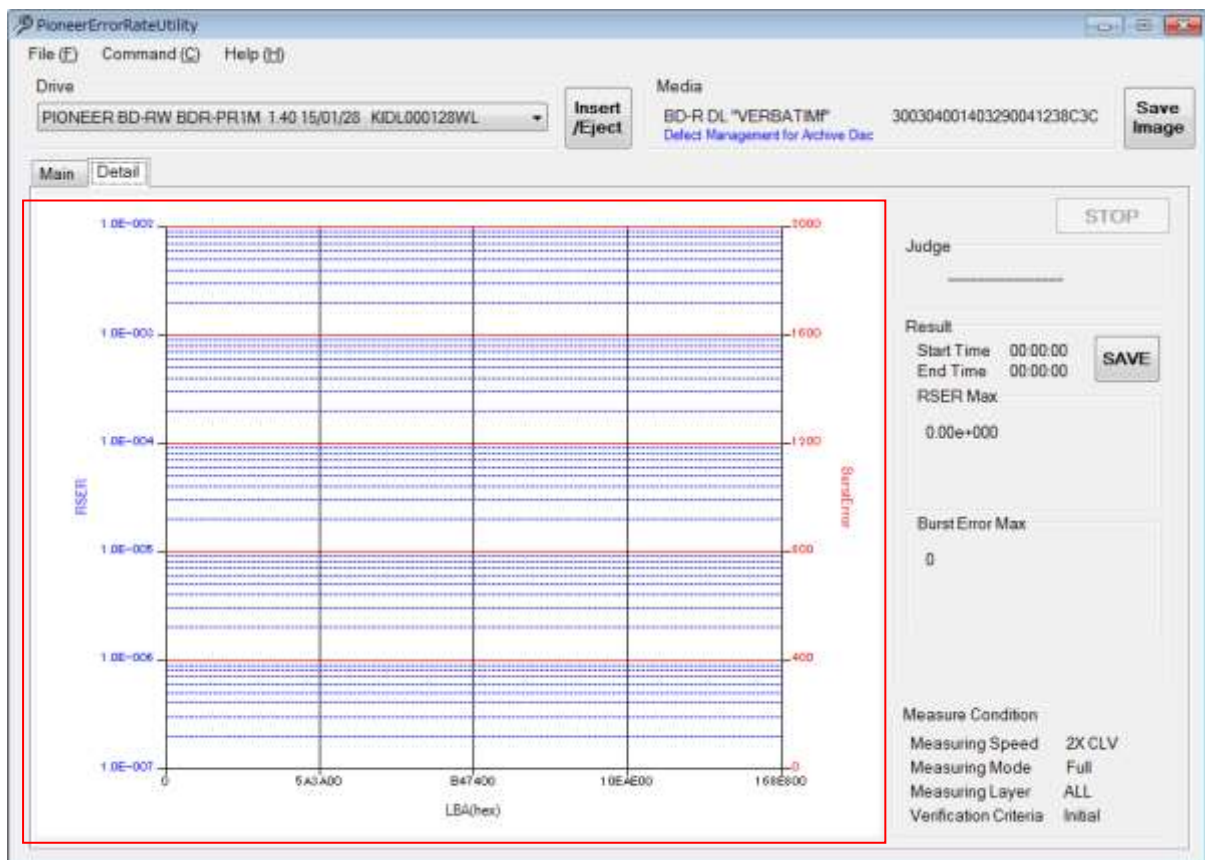 PioneerErrorRateUtility
File (F) Command (C) Help (H)
Drive
PIONEER BD-RW BDR-PR1M 1.40 15/01/28 KIDL000128WL
Insert
/Eject
Media
BD-R DL "VERBATIMf" 300304001403290041238C3C
Defect Management for Archive Disc
Save
Image
Main Detail
1.0E-002
1.0E-003
1.0E-004
1.0E-005
1.0E-006
1.0E-007
RSER
2000
1600
1200
800
400
0
BurstError
0 5A3A00 B47400 10EAE00 168E800
LBA(hex)
STOP
Judge
---------------------
Result
Start Time 00:00:00
End Time 00:00:00
SAVE
RSER Max
0.00e+000
Burst Error Max
0
Measure Condition
Measuring Speed 2X CLV
Measuring Mode Full
Measuring Layer ALL
Verification Criteria Initial